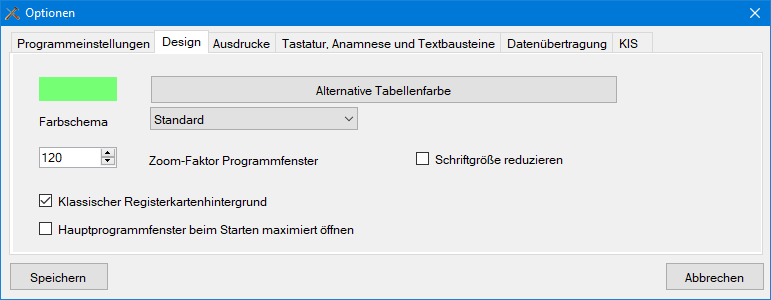 Optionen
Programmeinstellungen Design Ausdrucke Tastatur, Anamnese und Textbausteine Datenübertragung KIS
Alternative Tabellenfarbe
Farbschema Standard
120 Zoom-Faktor Programmfenster Schriftgröße reduzieren
Klassischer Registerkartenhintergrund
Hauptprogrammfenster beim Starten maximiert öffnen
Speichern Abbrechen